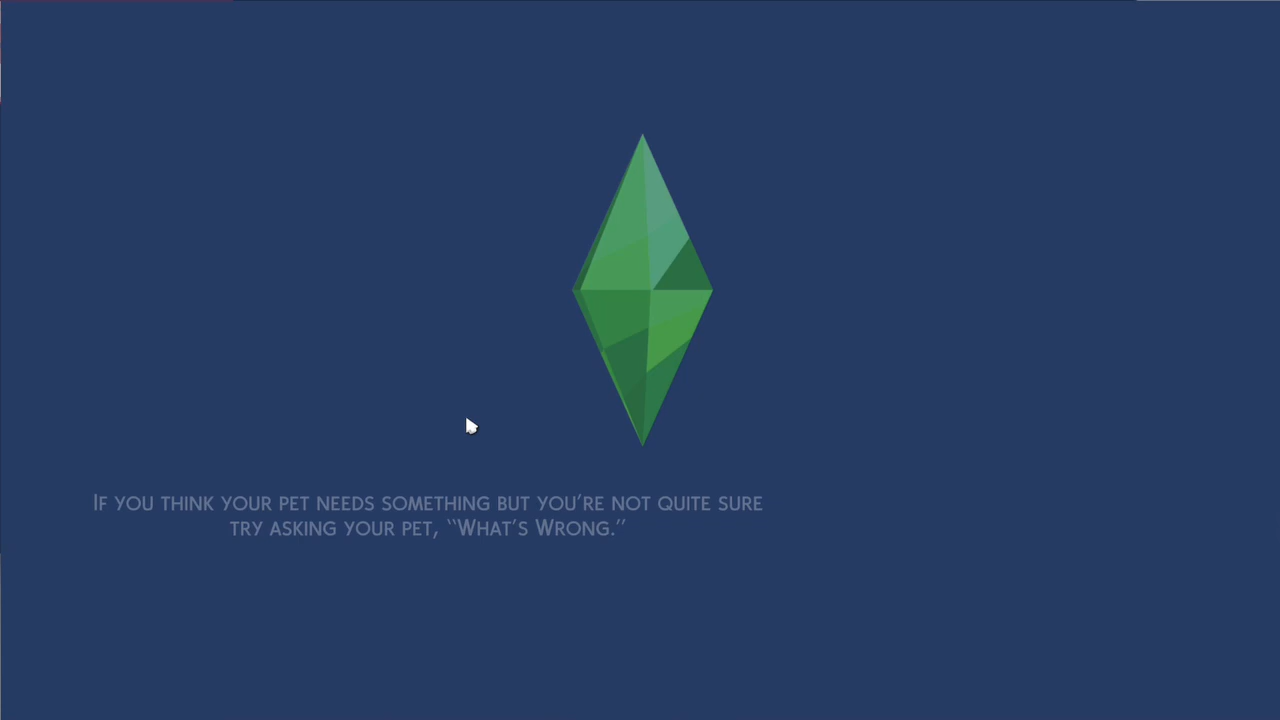 If you think your pet needs something but you're not quite sure
try asking your pet, “What's Wrong.”